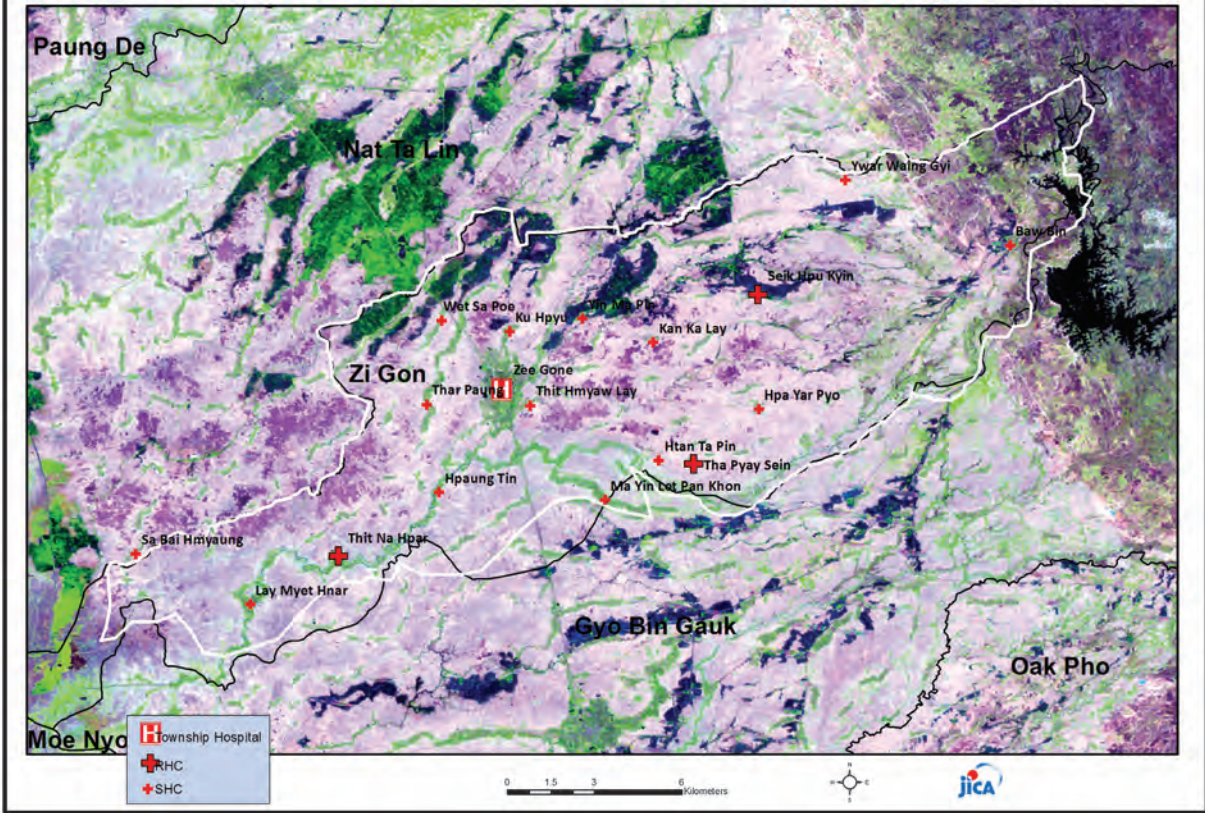 Paung De
Nat Ta Lin
Ywar Waing Gyi
Baw Bin
Seik Hpu Kyin
Wet Sa Poe
Ku Hpyu
Yin Ma Pin
Kan Ka Lay
Zi Gon
Zee Gone
H
Thar Paung
Thit Hmyaw Lay
Hpa Yar Pyo
Htan Ta Pin
Tha Pyay Sein
Hpaung Tin
Ma Yin Lot Pan Khon
Sa Bai Hmyaung
Thit Na Hpar
Lay Myet Hnar
Gyo Bin Gauk
Oak Pho
Moe Nyo
H Township Hospital
RHC
SHC
0 1.5 3 6
Kilometers
N
W E
S
jICA